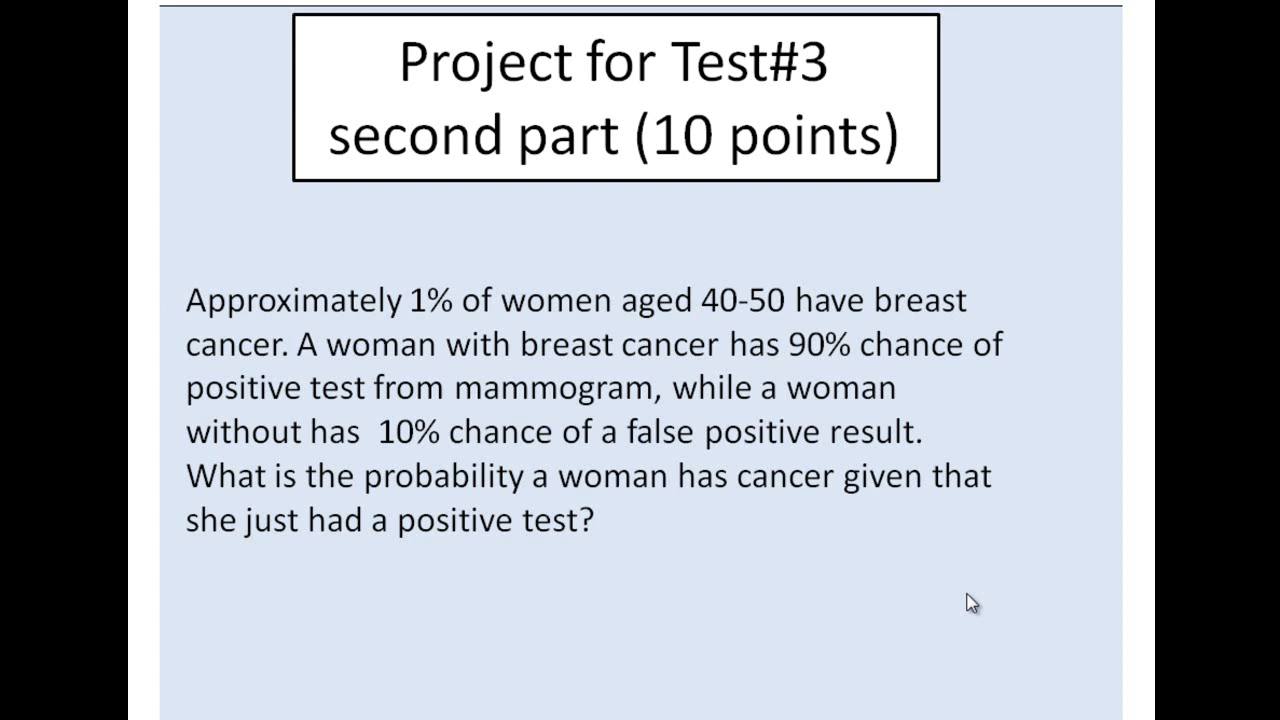 Project for Test#3
second part (10 points)
Approximately 1% of women aged 40-50 have breast
cancer. A woman with breast cancer has 90% chance of
positive test from mammogram, while a woman
without has  10% chance of a false positive result.
What is the probability a woman has cancer given that
she just had a positive test?